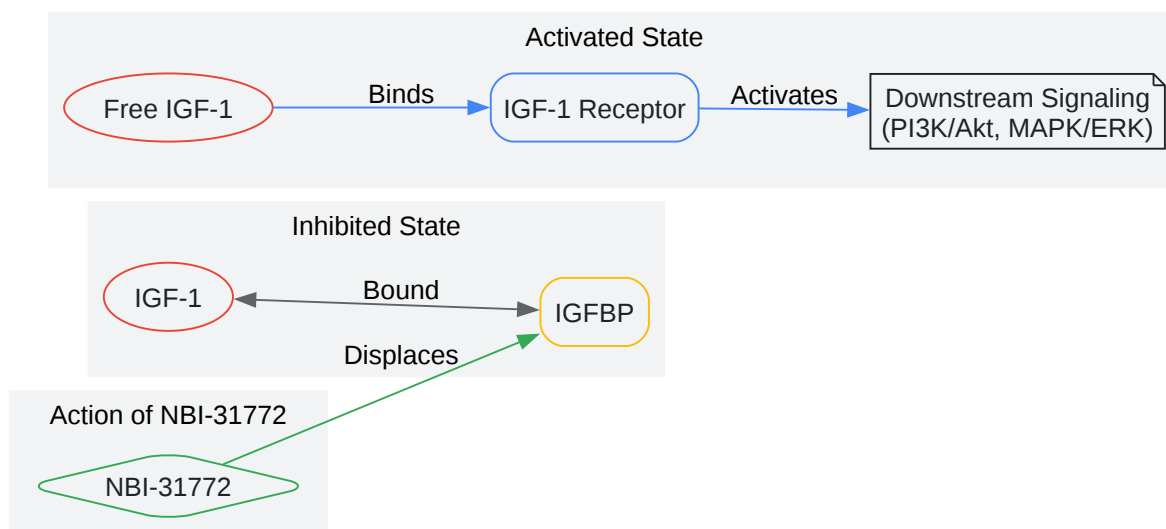 Activated State
Free IGF-1
Binds
IGF-1 Receptor
Activates
Downstream Signaling
(PI3K/Akt, MAPK/ERK)
Inhibited State
IGF-1
Bound
IGFBP
Displaces
Action of NBI-31772
NBI-31772